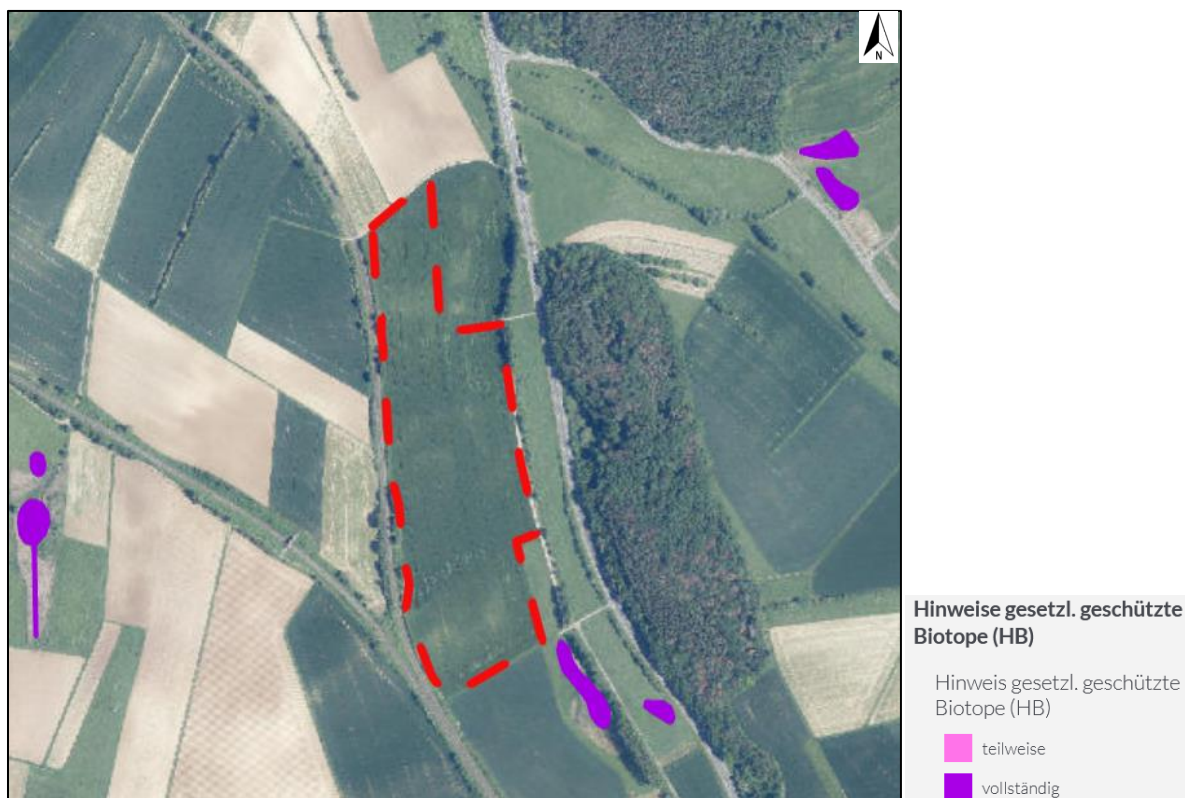 N
Hinweise gesetzl. geschützte
Biotope (HB)
Hinweis gesetzl. geschützte
Biotope (HB)
teilweise
vollständig